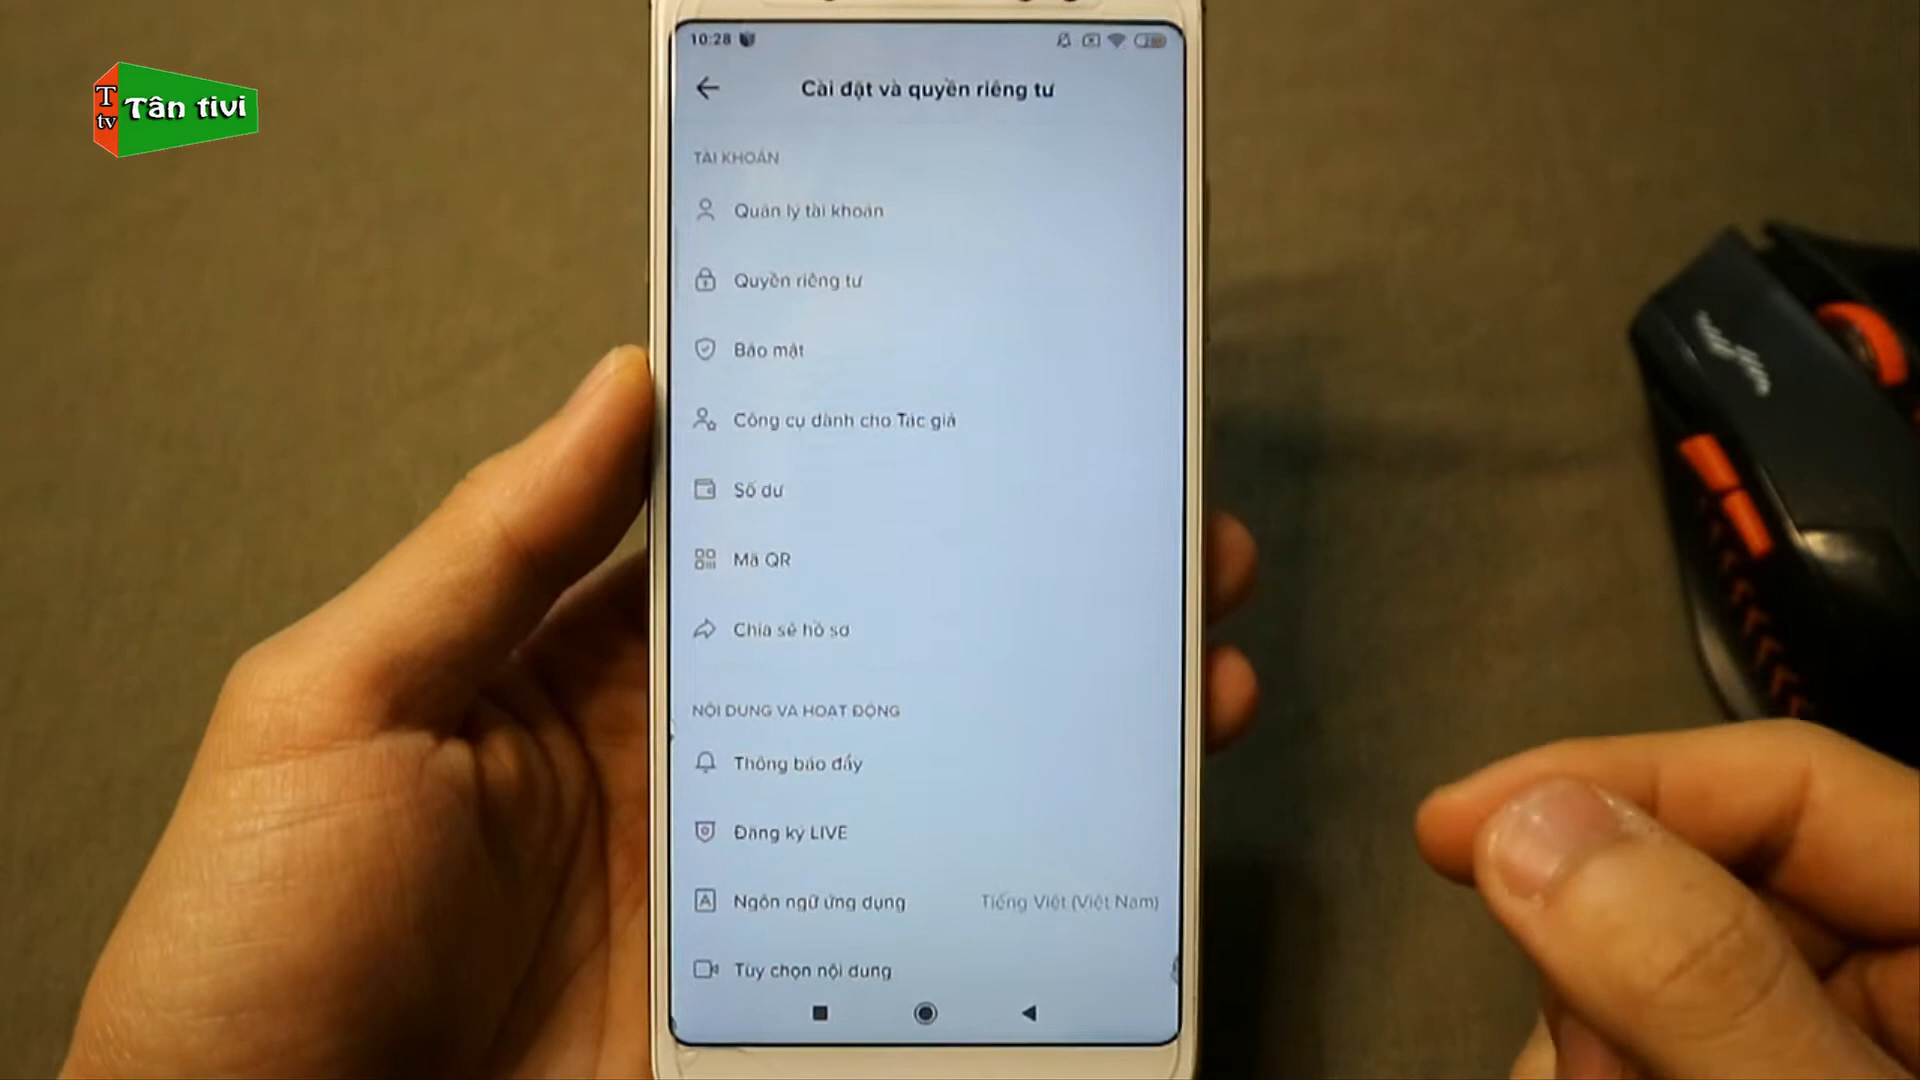 T
tv
Tân tivi
10:28
Cài đặt và quyền riêng tư
TÀI KHOẢN
Quản lý tài khoản
Quyền riêng tư
Bảo mật
Công cụ dành cho Tác giả
Số dư
Mã QR
Chia sẻ hồ sơ
NỘI DUNG VÀ HOẠT ĐỘNG
Thông báo đẩy
Đăng ký LIVE
Ngôn ngữ ứng dụng Tiếng Việt (Việt Nam)
Tùy chọn nội dung